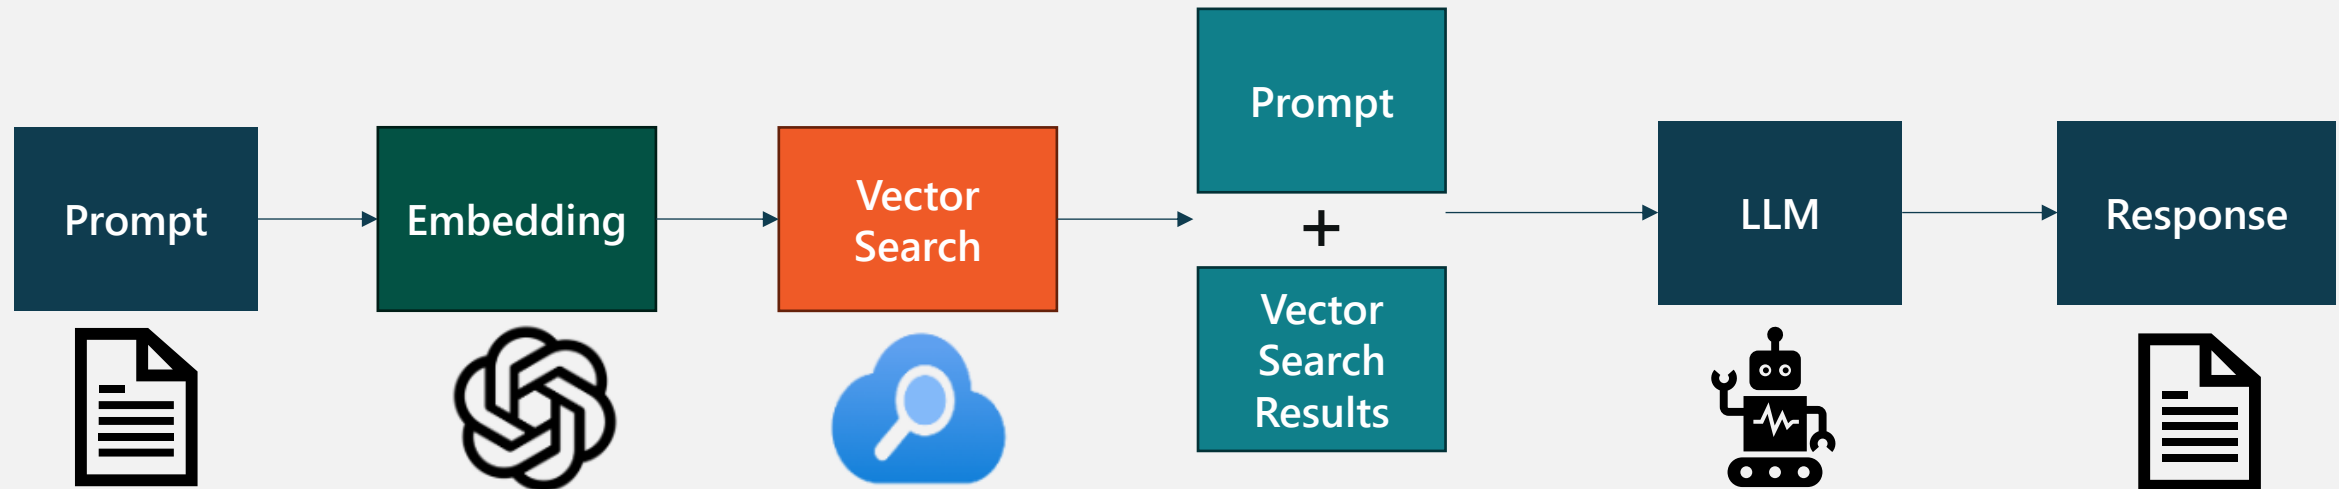 Prompt
Embedding
Vector
Search
Prompt
+
Vector
Search
Results
LLM
Response